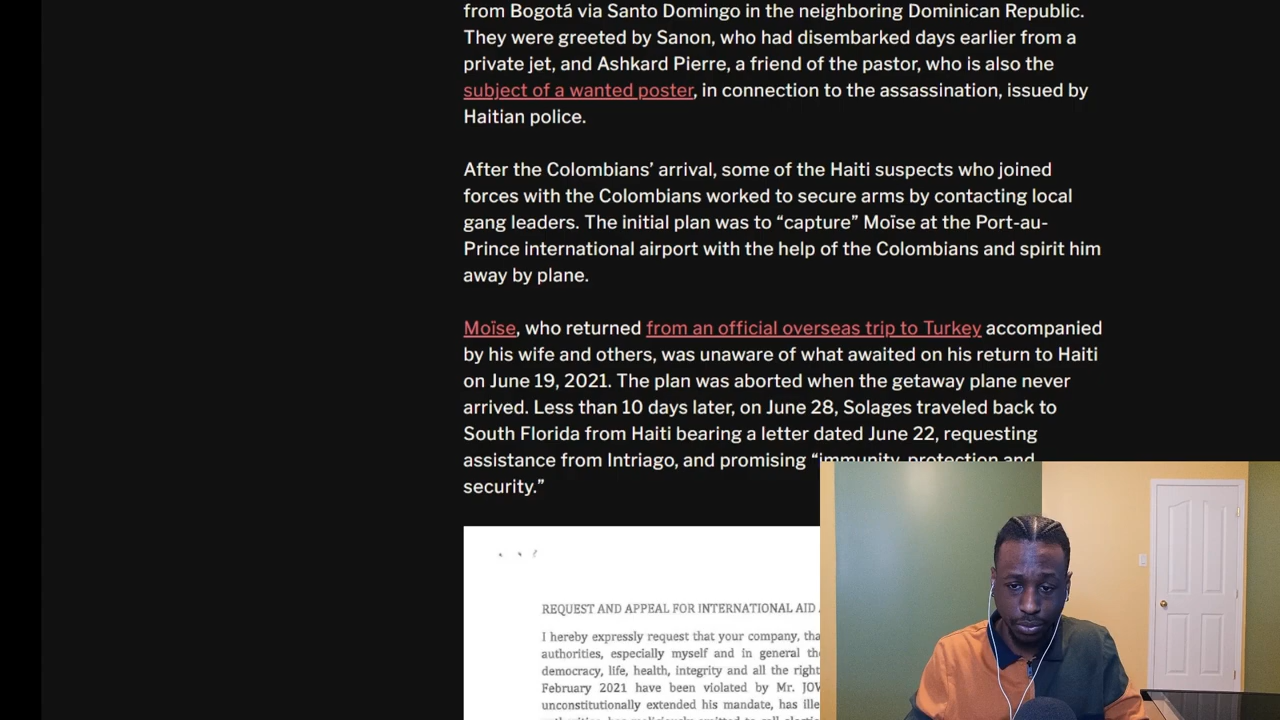 from Bogotá via Santo Domingo in the neighboring Dominican Republic.
They were greeted by Sanon, who had disembarked days earlier from a
private jet, and Ashkard Pierre, a friend of the pastor, who is also the
subject of a wanted poster, in connection to the assassination, issued by
Haitian police.
After the Colombians’ arrival, some of the Haiti suspects who joined
forces with the Colombians worked to secure arms by contacting local
gang leaders. The initial plan was to “capture” Moïse at the Port-au-
Prince international airport with the help of the Colombians and spirit him
away by plane.
Moïse, who returned from an official overseas trip to Turkey accompanied
by his wife and others, was unaware of what awaited on his return to Haiti
on June 19, 2021. The plan was aborted when the getaway plane never
arrived. Less than 10 days later, on June 28, Solages traveled back to
South Florida from Haiti bearing a letter dated June 22, requesting
assistance from Intriago, and promising “immunity, protection and
security.”
REQUEST AND APPEAL FOR INTERNATIONAL AID
I hereby expressly request that your company, tha
authorities, especially myself and in general the
democracy, life, health, integrity and all the right
February 2021 have been violated by Mr. JOV
unconstitutionally extended his mandate, has ille